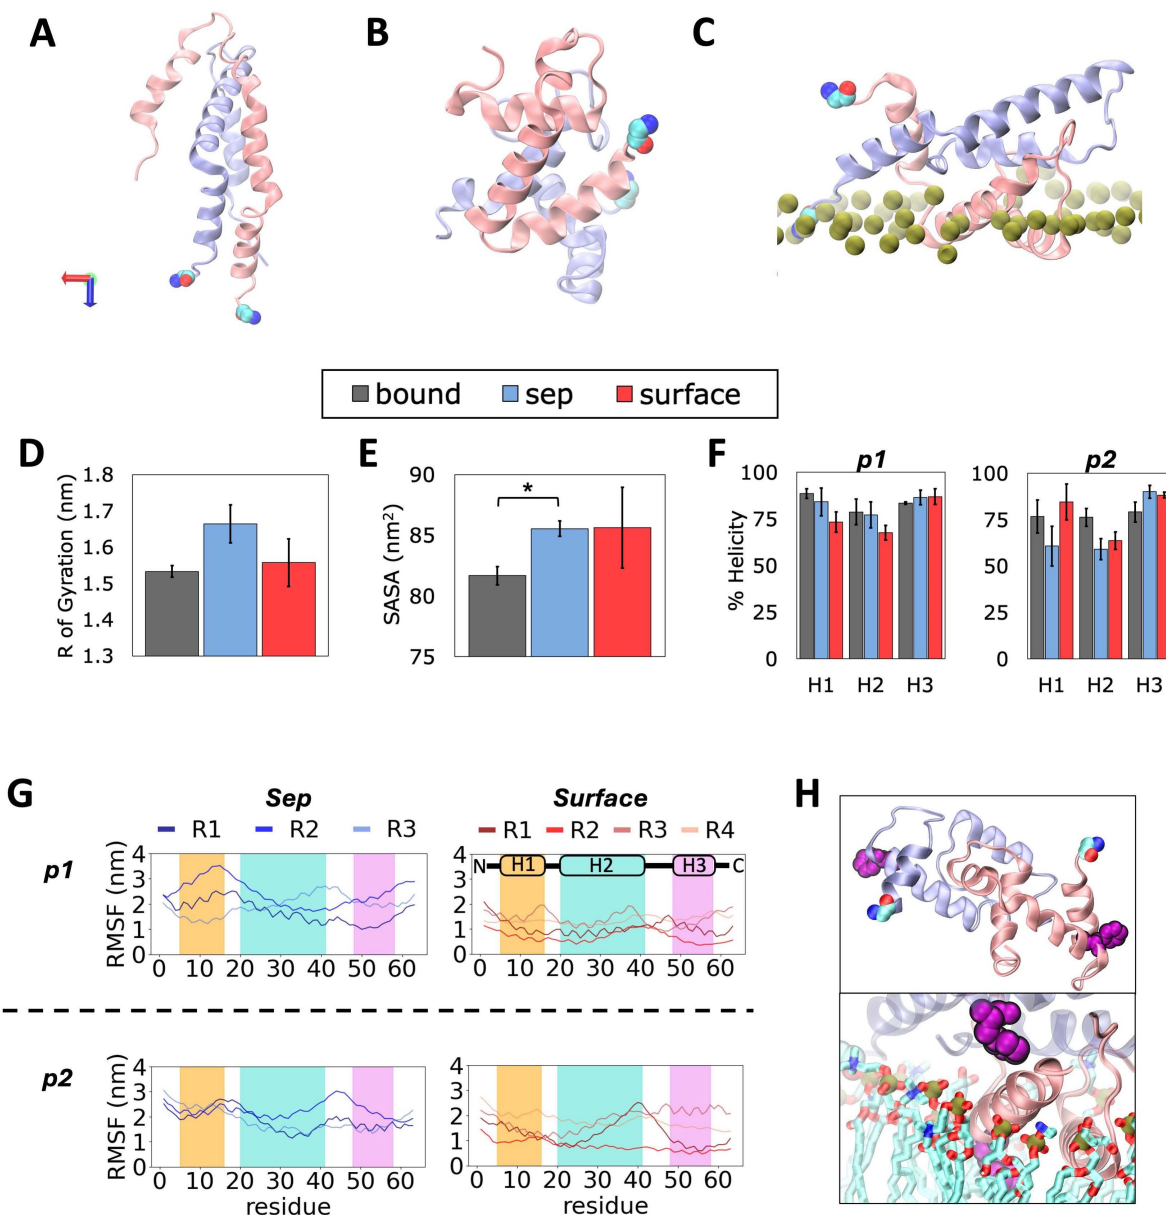 A
B
C
bound sep surface
D
R of Gyration (nm)
1.8
1.7
1.6
1.5
1.4
1.3
E
SASA (nm²)
90
85
80
75
*
F
p1
% Helicity
100
75
50
25
0
H1 H2 H3
p2
100
75
50
25
0
H1 H2 H3
G
Sep
R1 R2 R3
Surface
R1 R2 R3 R4
p1
RMSF (nm)
4
3
2
1
0
0 10 20 30 40 50 60
4
3
2
1
0
N H1 H2 H3 C
0 10 20 30 40 50 60
p2
RMSF (nm)
4
3
2
1
0
0 10 20 30 40 50 60
residue
4
3
2
1
0
0 10 20 30 40 50 60
residue
H